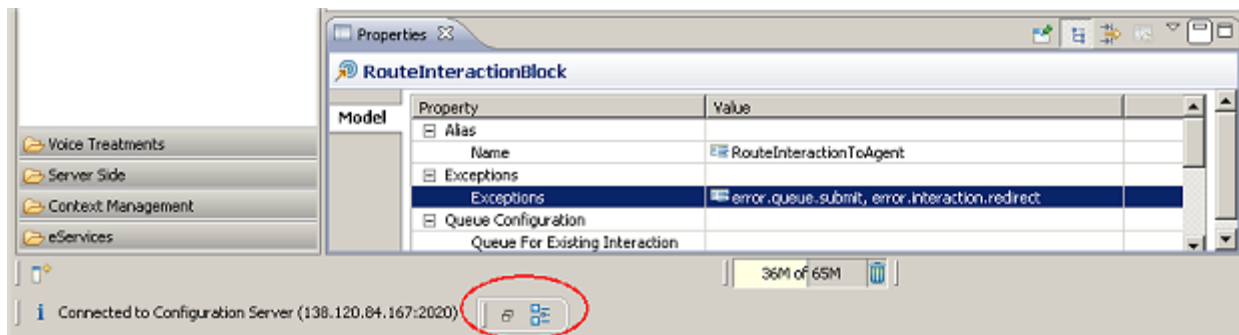 Properties
RouteInteractionBlock
Model
Property Value
Alias
Name RouteInteractionToAgent
Exceptions
Exceptions error.queue.submit, error.interaction.redirect
Queue Configuration
Queue For Existing Interaction
Voice Treatments
Server Side
Context Management
eServices
36M of 65M
Connected to Configuration Server (138.120.84.167:2020)